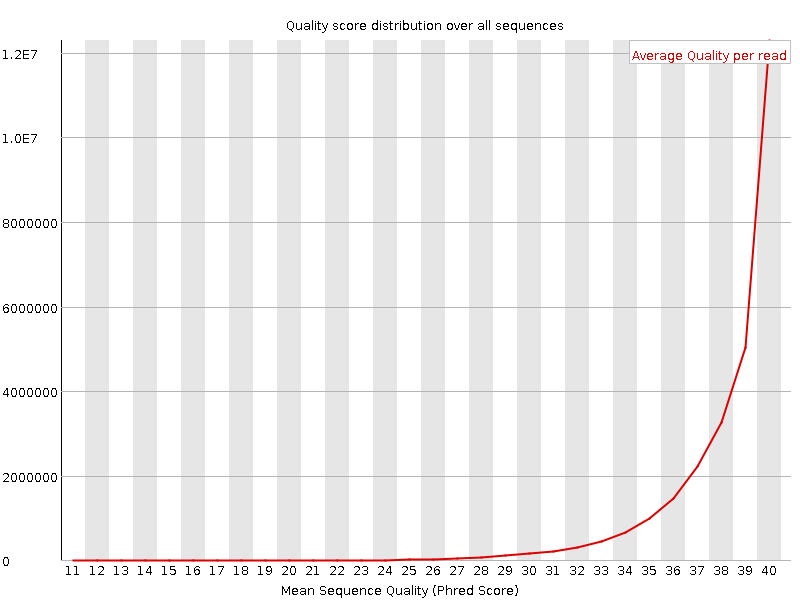 Quality score distribution over all sequences
Average Quality per read
1.2E7
1.0E7
8000000
6000000
4000000
2000000
0
11 12 13 14 15 16 17 18 19 20 21 22 23 24 25 26 27 28 29 30 31 32 33 34 35 36 37 38 39 40
Mean Sequence Quality (Phred Score)